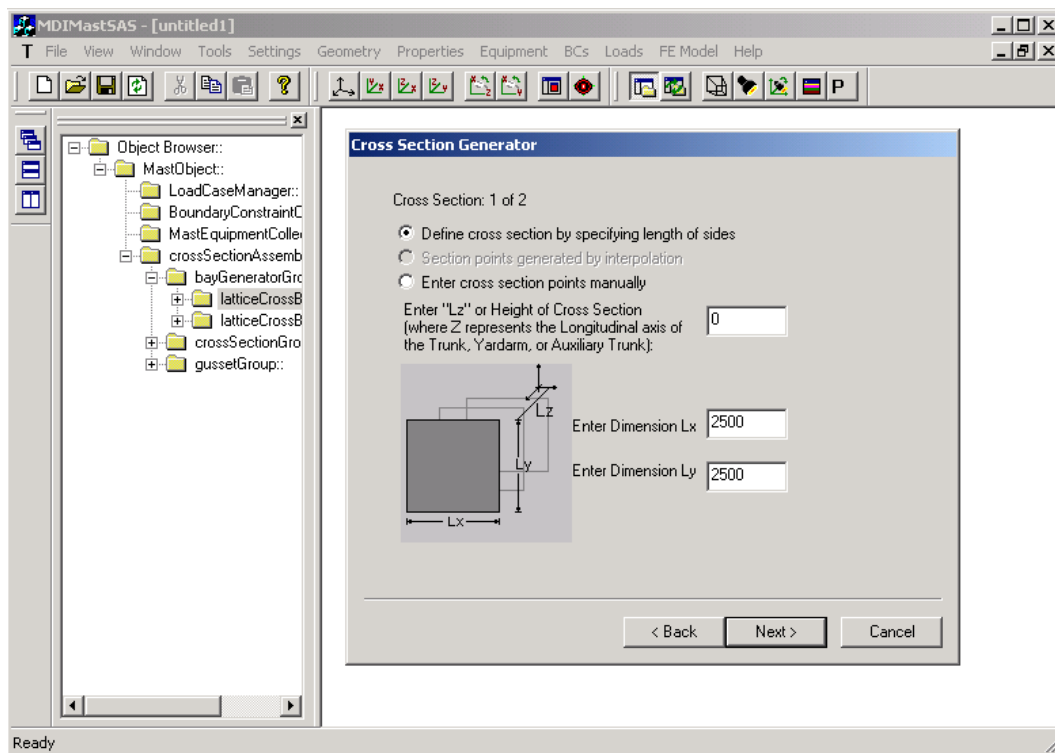 MDIMastSAS - [untitled1]
T File View Window Tools Settings Geometry Properties Equipment BCs Loads FE Model Help
P
Object Browser::
MastObject::
LoadCaseManager::
BoundaryConstraintC
MastEquipmentColle
crossSectionAssemb
bayGeneratorGro
latticeCrossB
latticeCrossB
crossSectionGro
gussetGroup::
Cross Section Generator
Cross Section: 1 of 2
Define cross section by specifying length of sides
Section points generated by interpolation
Enter cross section points manually
Enter "Lz" or Height of Cross Section
(where Z represents the Longitudinal axis of
the Trunk, Yardarm, or Auxiliary Trunk):
0
Lz
Ly
Lx
Enter Dimension Lx 2500
Enter Dimension Ly 2500
< Back Next > Cancel
Ready